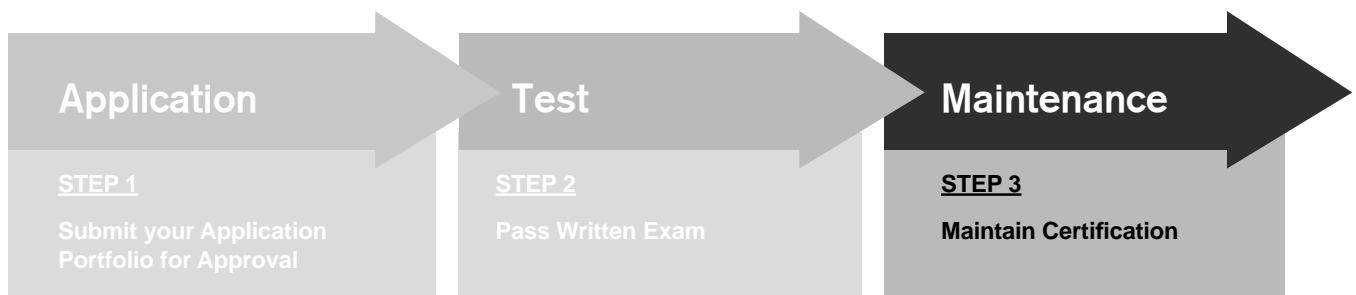 Application
Test
Maintenance
STEP 1
Submit your Application
Portfolio for Approval
STEP 2
Pass Written Exam
STEP 3
Maintain Certification